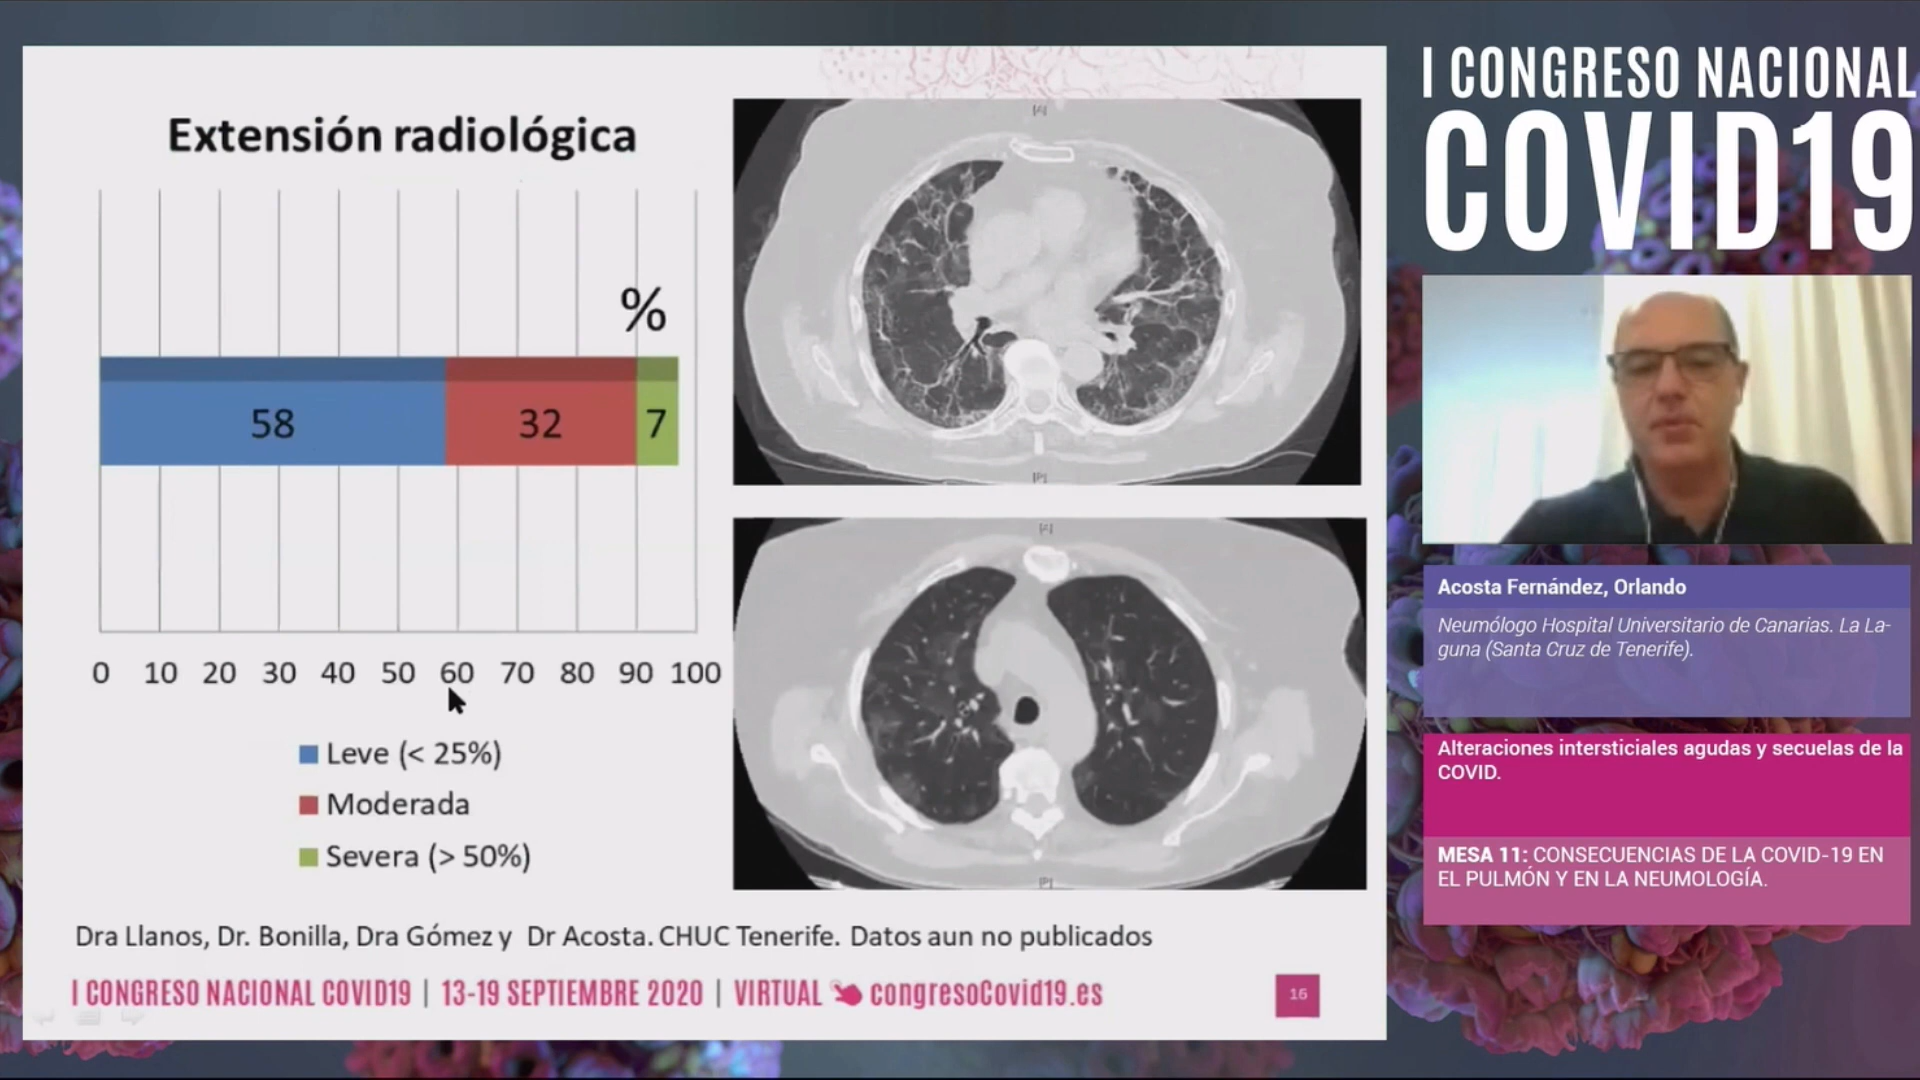 Extensión radiológica
%
58 32 7
0 10 20 30 40 50 60 70 80 90 100
Leve (< 25%)
Moderada
Severa (> 50%)
[A]
[P]
[A]
[P]
Dra Llanos, Dr. Bonilla, Dra Gómez y Dr Acosta. CHUC Tenerife. Datos aun no publicados
I CONGRESO NACIONAL COVID19 | 13-19 SEPTIEMBRE 2020 | VIRTUAL congresoCovid19.es
16
I CONGRESO NACIONAL
COVID19
Acosta Fernández, Orlando
Neumólogo Hospital Universitario de Canarias. La La-
guna (Santa Cruz de Tenerife).
Alteraciones intersticiales agudas y secuelas de la
COVID.
MESA 11: CONSECUENCIAS DE LA COVID-19 EN
EL PULMÓN Y EN LA NEUMOLOGÍA.